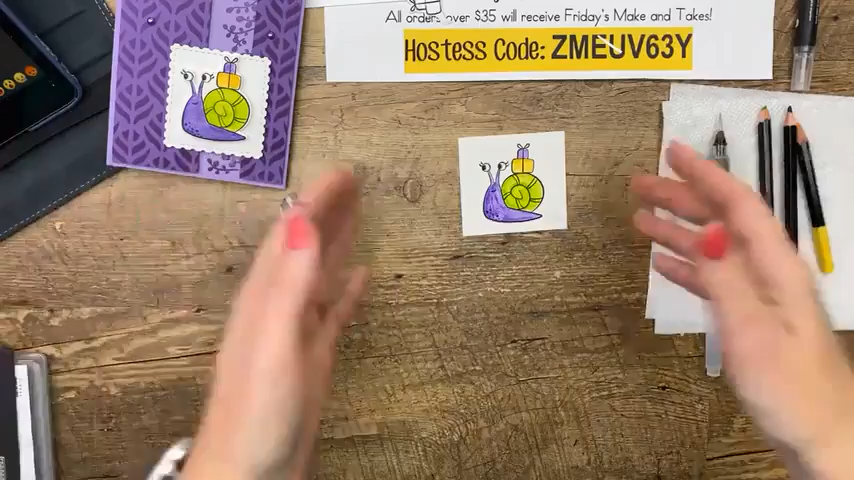 All orders over $35 will receive Friday's Make and Takes!
Hostess Code: ZMEUV63Y